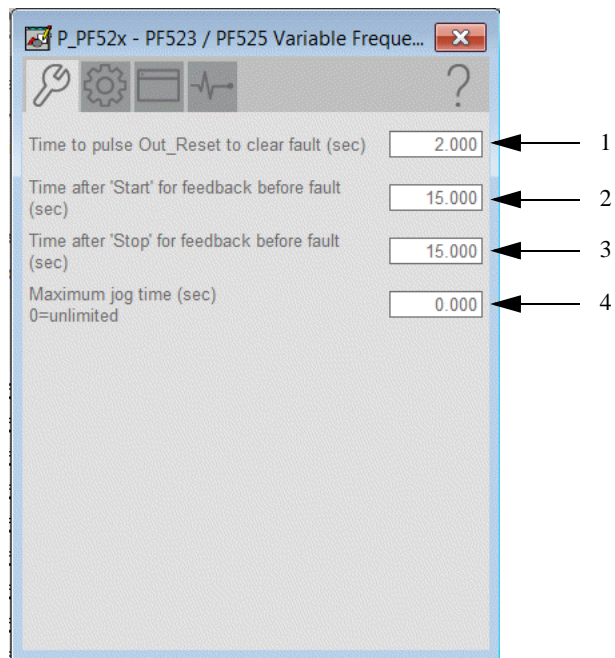 P_PF52x - PF523 / PF525 Variable Freque...
?
Time to pulse Out_Reset to clear fault (sec) 2.000 1
Time after 'Start' for feedback before fault
(sec) 15.000 2
Time after 'Stop' for feedback before fault
(sec) 15.000 3
Maximum jog time (sec)
0=unlimited 0.000 4